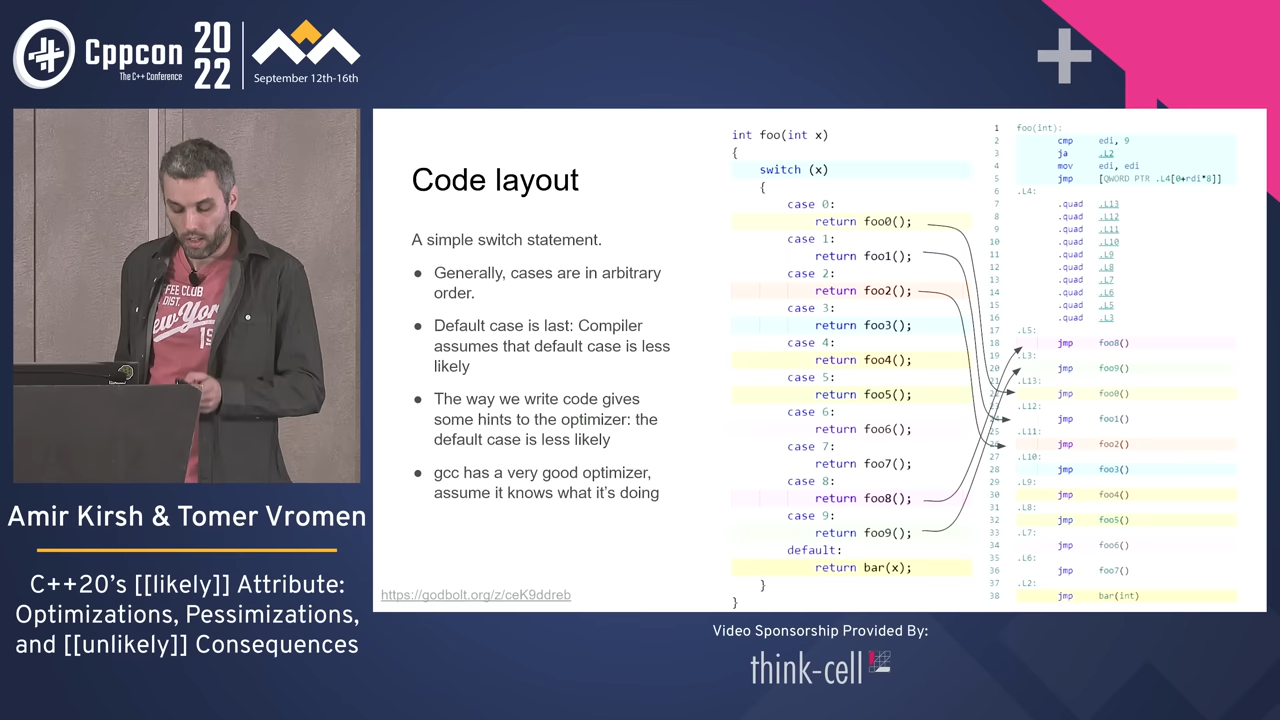 Cppcon
The C++ Conference
20
22
September 12th-16th
FEE CLUB
DIST.
New York
Amir Kirsh & Tomer Vromen
C++20's [[likely]] Attribute:
Optimizations, Pessimizations,
and [[unlikely]] Consequences
Code layout
A simple switch statement.
● Generally, cases are in arbitrary
order.
● Default case is last: Compiler
assumes that default case is less
likely
● The way we write code gives
some hints to the optimizer: the
default case is less likely
● gcc has a very good optimizer,
assume it knows what it's doing
https://godbolt.org/z/ceK9ddreb
int foo(int x)
{
switch (x)
{
case 0:
return foo0();
case 1:
return foo1();
case 2:
return foo2();
case 3:
return foo3();
case 4:
return foo4();
case 5:
return foo5();
case 6:
return foo6();
case 7:
return foo7();
case 8:
return foo8();
case 9:
return foo9();
default:
return bar(x);
}
}
1 foo(int):
2 cmp edi, 9
3 ja .L2
4 mov edi, edi
5 jmp [QWORD PTR .L4[0+rdi*8]]
6 .L4:
7 .quad .L13
8 .quad .L12
9 .quad .L11
10 .quad .L10
11 .quad .L9
12 .quad .L8
13 .quad .L7
14 .quad .L6
15 .quad .L5
16 .quad .L3
17 .L5:
18 jmp foo8()
19 .L3:
20 jmp foo9()
21 .L13:
22 jmp foo0()
23 .L12:
24 jmp foo1()
25 .L11:
26 jmp foo2()
27 .L10:
28 jmp foo3()
29 .L9:
30 jmp foo4()
31 .L8:
32 jmp foo5()
33 .L7:
34 jmp foo6()
35 .L6:
36 jmp foo7()
37 .L2:
38 jmp bar(int)
Video Sponsorship Provided By:
think-cell